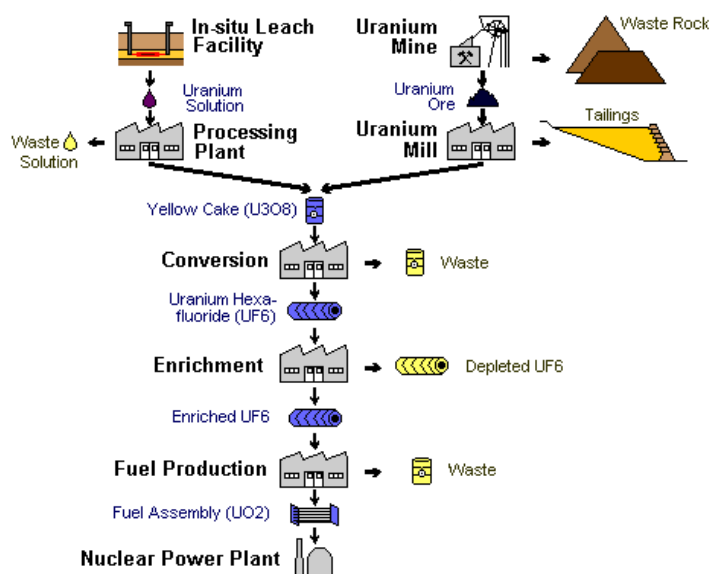 In-situ Leach
Facility
Uranium
Mine
Waste Rock
Uranium
Solution
Uranium
Ore
Tailings
Waste
Solution
Processing
Plant
Uranium
Mill
Yellow Cake (U3O8)
Conversion
Waste
Uranium Hexa-
fluoride (UF6)
Enrichment
Depleted UF6
Enriched UF6
Fuel Production
Waste
Fuel Assembly (UO2)
Nuclear Power Plant